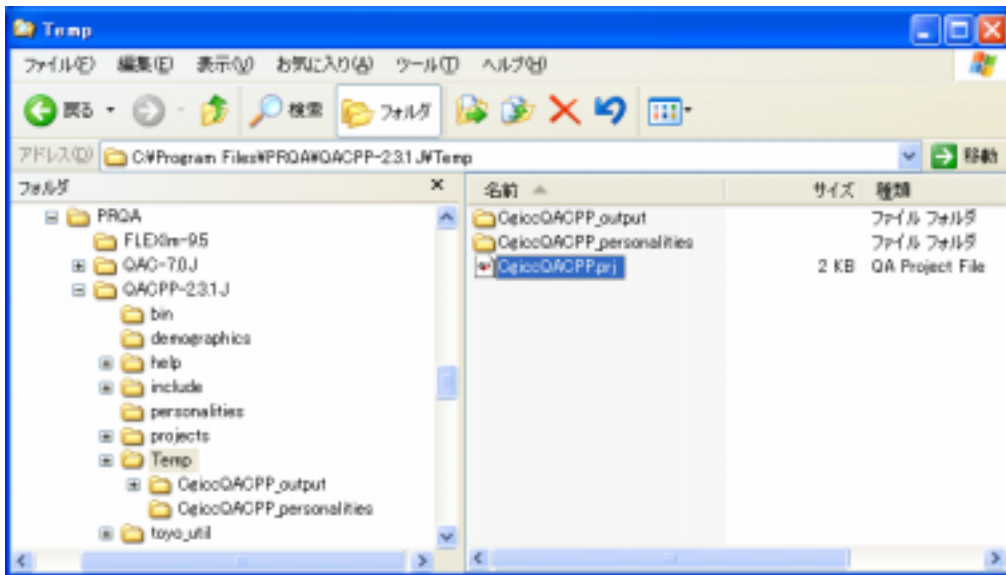 Temp
ファイル(F) 編集(E) 表示(V) お気に入り(A) ツール(T) ヘルプ(H)
戻る 検索 フォルダ
アドレス(D) C:¥Program Files¥PRQA¥QACPP-2.3.1J¥Temp 移動
フォルダ ×
PRQA
FLEXlm-9.5
QAC-7.0J
QACPP-2.3.1J
bin
demographics
help
include
personalities
projects
Temp
CgiccQACPP_output
CgiccQACPP_personalities
toyo_util
名前 サイズ 種類
CgiccQACPP_output ファイル フォルダ
CgiccQACPP_personalities ファイル フォルダ
CgiccQACPP.prj 2 KB QA Project File